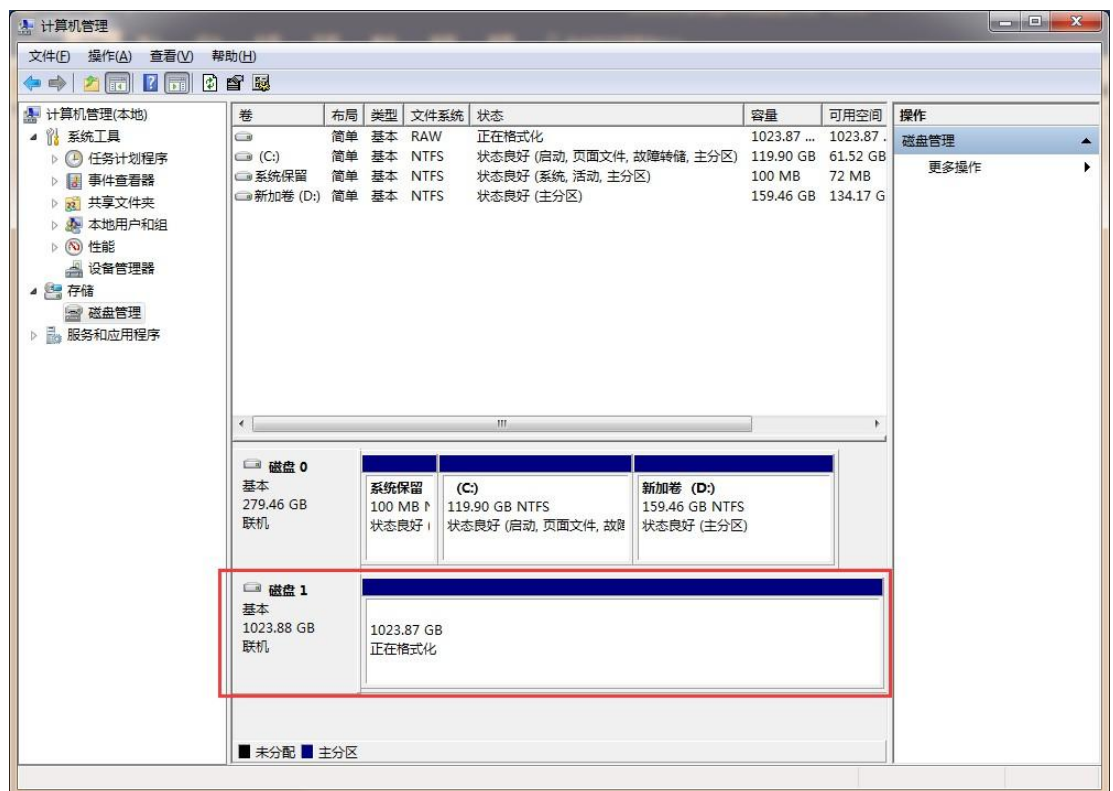 计算机管理
文件(F) 操作(A) 查看(V) 帮助(H)
计算机管理(本地)
系统工具
任务计划程序
事件查看器
共享文件夹
本地用户和组
性能
设备管理器
存储
磁盘管理
服务和应用程序
卷 布局 类型 文件系统 状态 容量 可用空间
简单 基本 RAW 正在格式化 1023.87 ... 1023.87 .
(C:) 简单 基本 NTFS 状态良好 (启动, 页面文件, 故障转储, 主分区) 119.90 GB 61.52 GB
系统保留 简单 基本 NTFS 状态良好 (系统, 活动, 主分区) 100 MB 72 MB
新加卷 (D:) 简单 基本 NTFS 状态良好 (主分区) 159.46 GB 134.17 G
磁盘 0
基本
279.46 GB
联机
系统保留
100 MB N
状态良好 (
(C:)
119.90 GB NTFS
状态良好 (启动, 页面文件, 故障
新加卷 (D:)
159.46 GB NTFS
状态良好 (主分区)
磁盘 1
基本
1023.88 GB
联机
1023.87 GB
正在格式化
未分配 主分区
操作
磁盘管理
更多操作